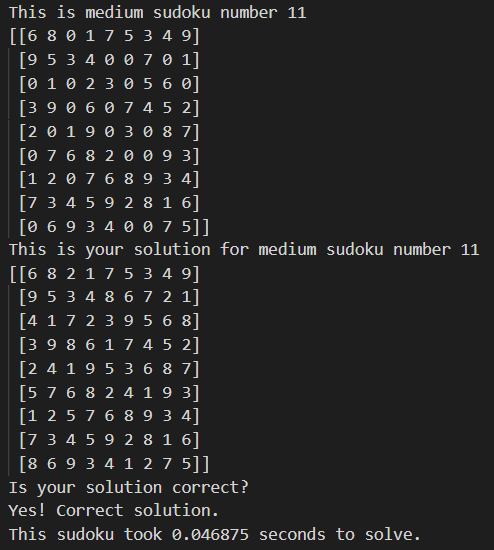 This is medium sudoku number 11
[[6 8 0 1 7 5 3 4 9]
[9 5 3 4 0 0 7 0 1]
[0 1 0 2 3 0 5 6 0]
[3 9 0 6 0 7 4 5 2]
[2 0 1 9 0 3 0 8 7]
[0 7 6 8 2 0 0 9 3]
[1 2 0 7 6 8 9 3 4]
[7 3 4 5 9 2 8 1 6]
[0 6 9 3 4 0 0 7 5]]
This is your solution for medium sudoku number 11
[[6 8 2 1 7 5 3 4 9]
[9 5 3 4 8 6 7 2 1]
[4 1 7 2 3 9 5 6 8]
[3 9 8 6 1 7 4 5 2]
[2 4 1 9 5 3 6 8 7]
[5 7 6 8 2 4 1 9 3]
[1 2 5 7 6 8 9 3 4]
[7 3 4 5 9 2 8 1 6]
[8 6 9 3 4 1 2 7 5]]
Is your solution correct?
Yes! Correct solution.
This sudoku took 0.046875 seconds to solve.